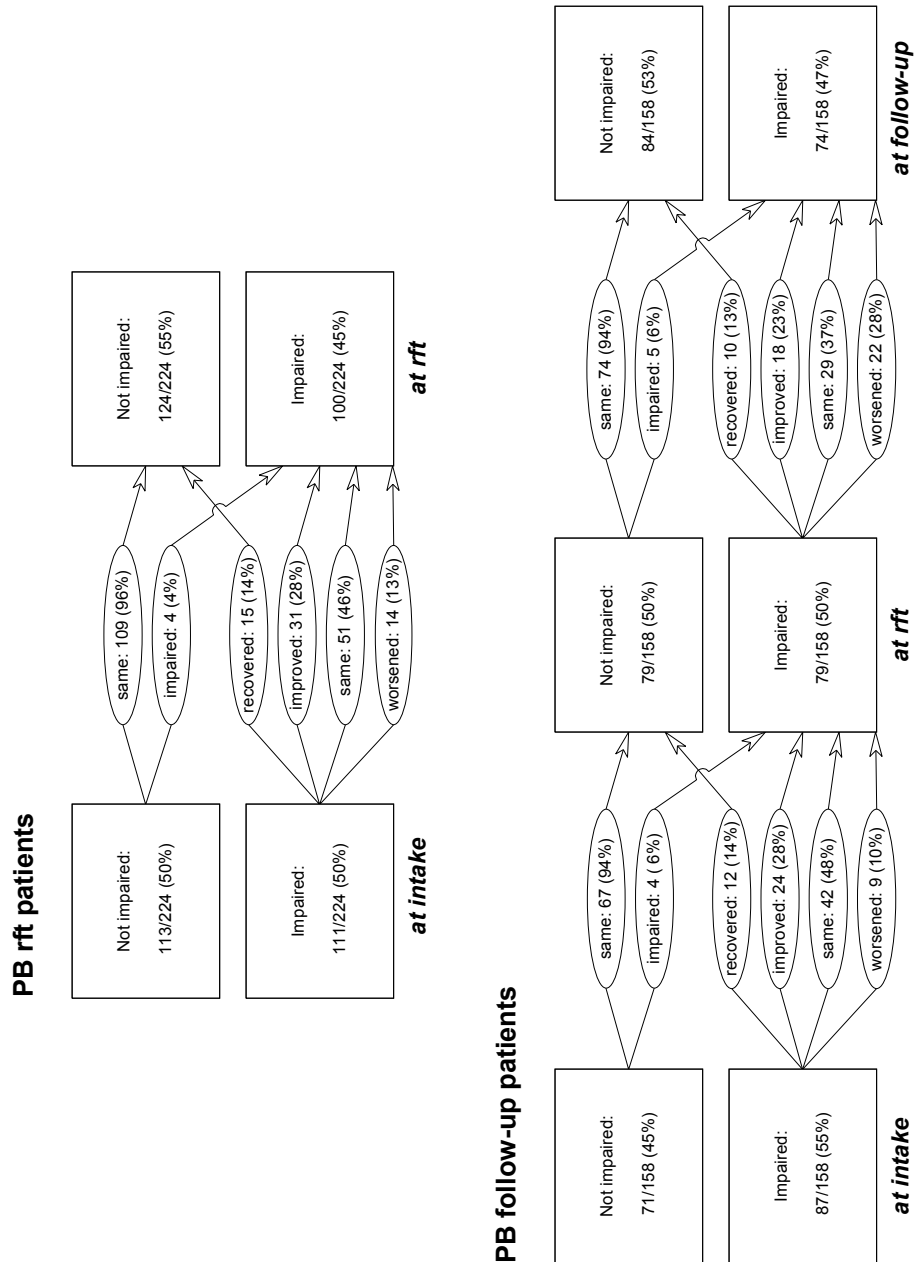 PB rft patients
Not impaired:
113/224 (50%)
Impaired:
111/224 (50%)
at intake
same: 109 (96%)
impaired: 4 (4%)
recovered: 15 (14%)
improved: 31 (28%)
same: 51 (46%)
worsened: 14 (13%)
Not impaired:
124/224 (55%)
Impaired:
100/224 (45%)
at rft
PB follow-up patients
Not impaired:
71/158 (45%)
Impaired:
87/158 (55%)
at intake
same: 67 (94%)
impaired: 4 ( 6%)
recovered: 12 (14%)
improved: 24 (28%)
same: 42 (48%)
worsened: 9 (10%)
Not impaired:
79/158 (50%)
Impaired:
79/158 (50%)
at rft
same: 74 (94%)
impaired: 5 (6%)
recovered: 10 (13%)
improved: 18 (23%)
same: 29 (37%)
worsened: 22 (28%)
Not impaired:
84/158 (53%)
Impaired:
74/158 (47%)
at follow-up